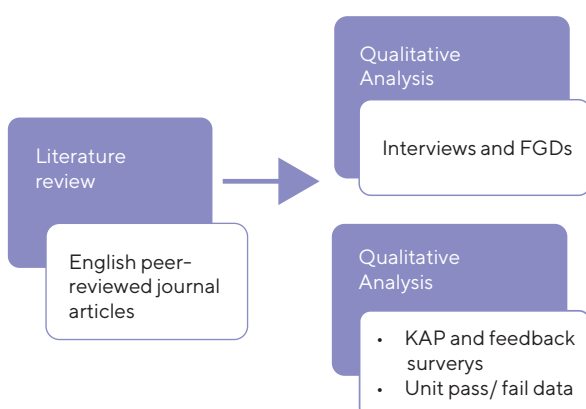 Literature
review
English peer-
reviewed journal
articles
Qualitative
Analysis
Interviews and FGDs
Qualitative
Analysis
• KAP and feedback
surverys
• Unit pass/ fail data